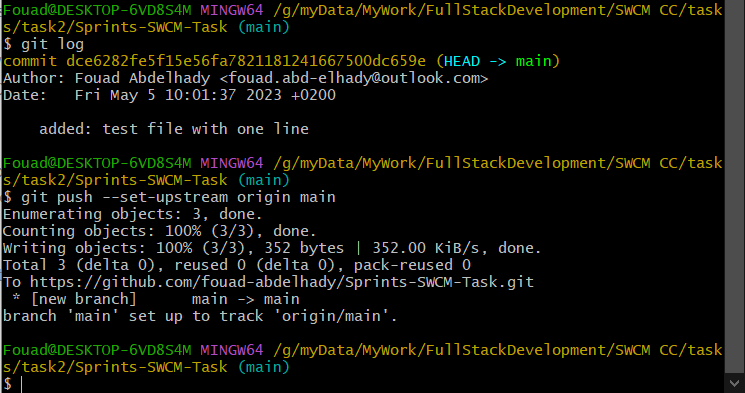 Fouad@DESKTOP-6VD8S4M MINGW64 /g/myData/MyWork/FullStackDevelopment/SWCM CC/task
s/task2/Sprints-SWCM-Task (main)
$ git log
commit dce6282fe5f15e56fa7821181241667500dc659e (HEAD -> main)
Author: Fouad Abdelhady <fouad.abd-elhady@outlook.com>
Date:   Fri May 5 10:01:37 2023 +0200

    added: test file with one line

Fouad@DESKTOP-6VD8S4M MINGW64 /g/myData/MyWork/FullStackDevelopment/SWCM CC/task
s/task2/Sprints-SWCM-Task (main)
$ git push --set-upstream origin main
Enumerating objects: 3, done.
Counting objects: 100% (3/3), done.
Writing objects: 100% (3/3), 352 bytes | 352.00 KiB/s, done.
Total 3 (delta 0), reused 0 (delta 0), pack-reused 0
To https://github.com/fouad-abdelhady/Sprints-SWCM-Task.git
 * [new branch]      main -> main
branch 'main' set up to track 'origin/main'.

Fouad@DESKTOP-6VD8S4M MINGW64 /g/myData/MyWork/FullStackDevelopment/SWCM CC/task
s/task2/Sprints-SWCM-Task (main)
$